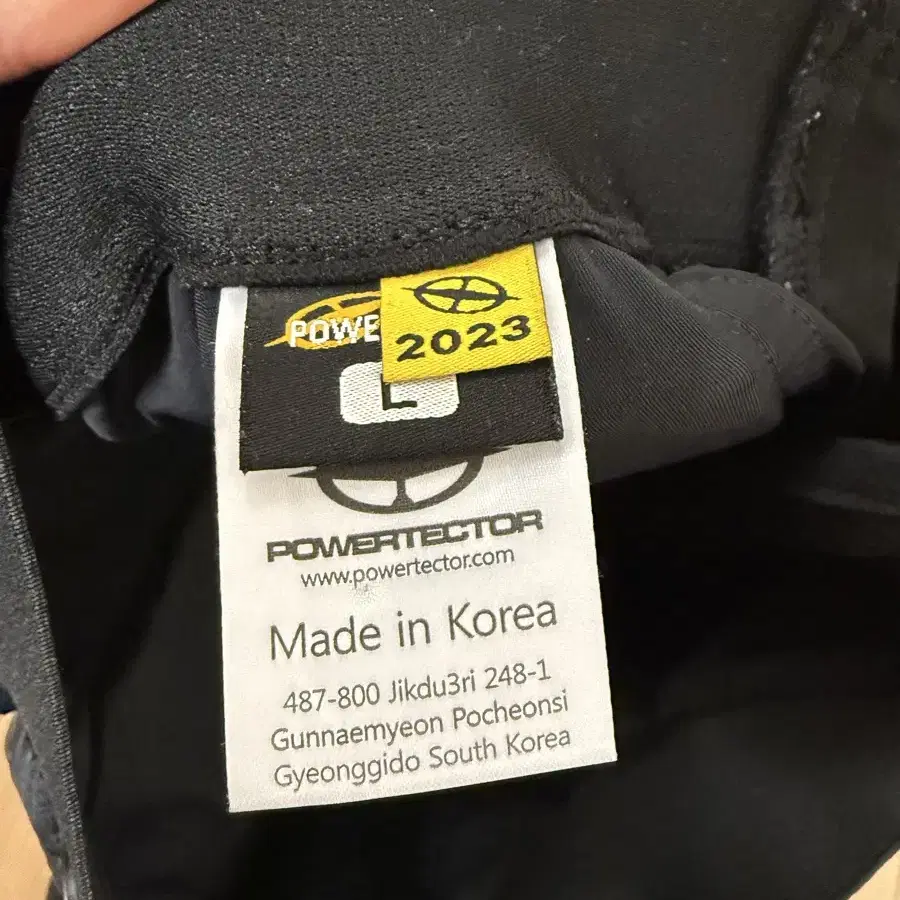 POWE
2023
L
POWERTECTOR
www.powertector.com
Made in Korea
487-800 Jikdu3ri 248-1
Gunnaemyeon Pocheonsi
Gyeonggido South Korea